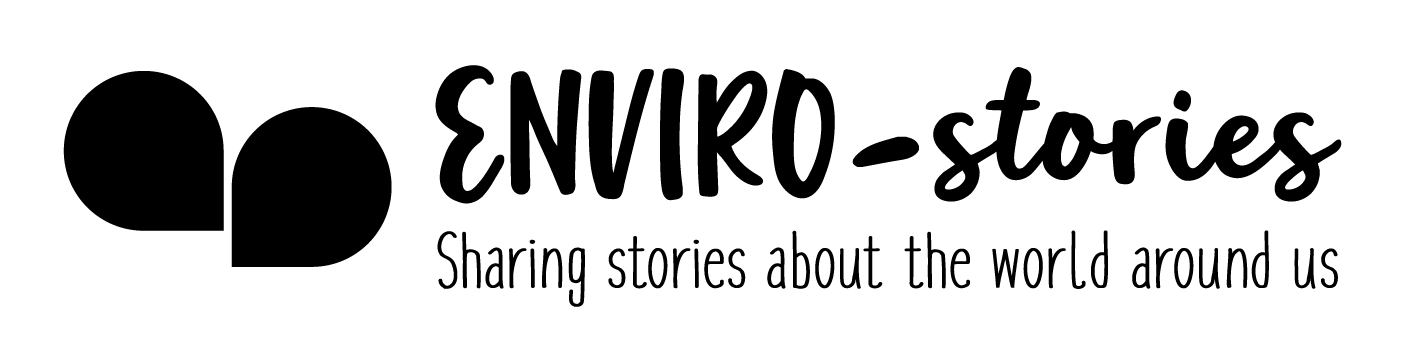 ENVIRO-stories
Sharing stories about the world around us